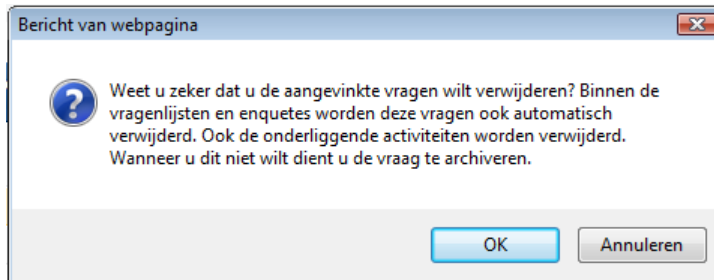 Bericht van webpagina
Weet u zeker dat u de aangevinkte vragen wilt verwijderen? Binnen de
vragenlijsten en enquetes worden deze vragen ook automatisch
verwijderd. Ook de onderliggende activiteiten worden verwijderd.
Wanneer u dit niet wilt dient u de vraag te archiveren.
OK
Annuleren